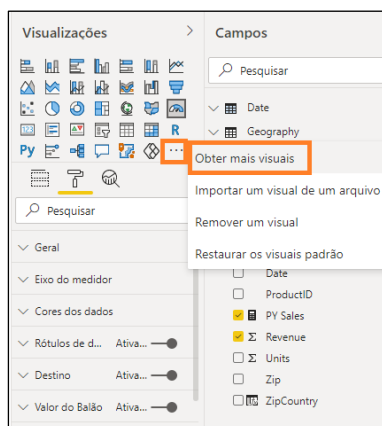 Visualizações
Campos
Pesquisar
Date
Geography
123
R
Py
Obter mais visuais
Importar um visual de um arquivo
Remover um visual
Restaurar os visuais padrão
Pesquisar
Geral
Eixo do medidor
Cores dos dados
Rótulos de d... Ativa...
Destino Ativa...
Valor do Balão Ativa...
Date
ProductID
PY Sales
Σ Revenue
Σ Units
Zip
ZipCountry